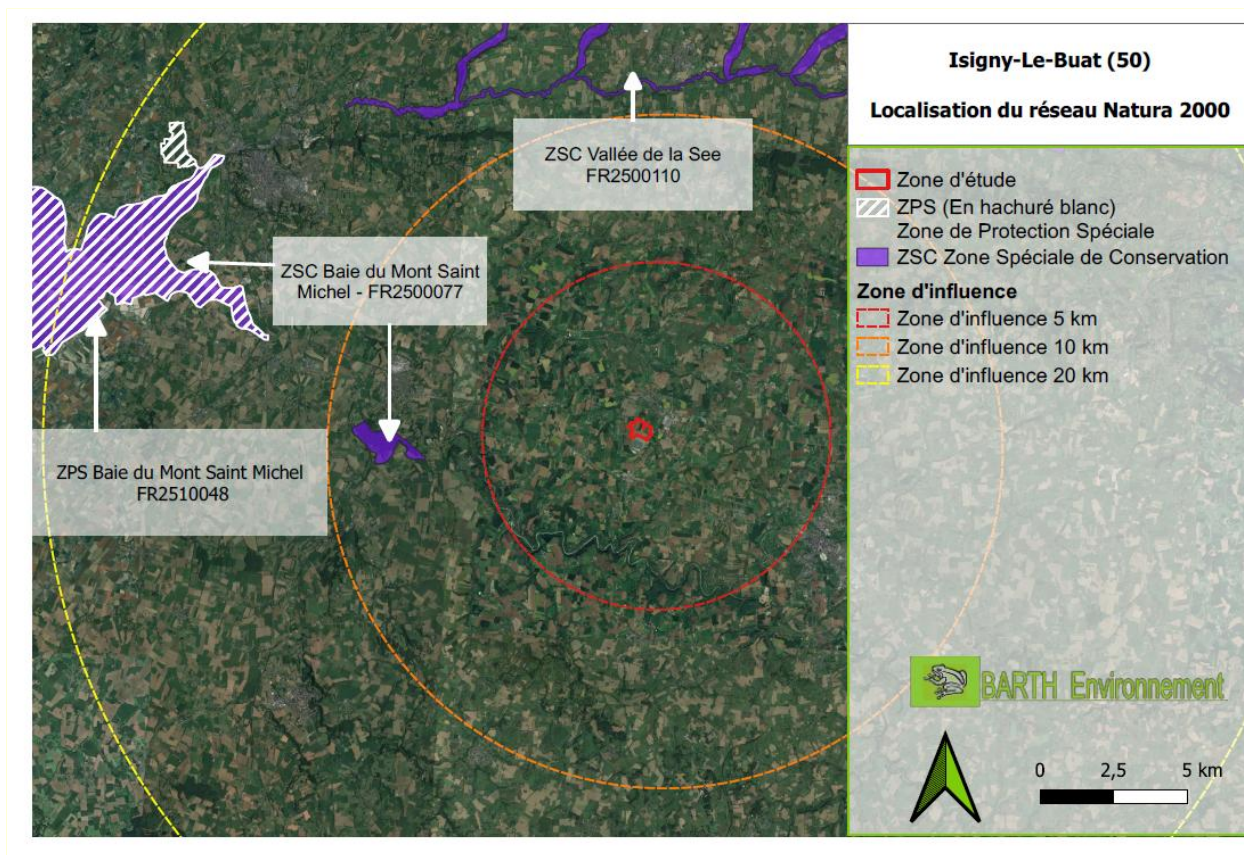 Isigny-Le-Buat (50)
Localisation du réseau Natura 2000
ZSC Vallée de la See
FR2500110
ZSC Baie du Mont Saint
Michel - FR2500077
ZPS Baie du Mont Saint Michel
FR2510048
Zone d'étude
ZPS (En hachuré blanc)
Zone de Protection Spéciale
ZSC Zone Spéciale de Conservation
Zone d'influence
Zone d'influence 5 km
Zone d'influence 10 km
Zone d'influence 20 km
BARTH Environnement
0 2,5 5 km